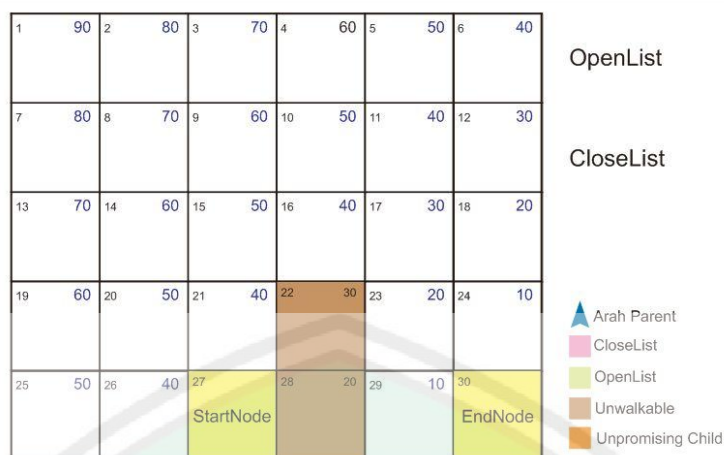 1 90 2 80 3 70 4 60 5 50 6 40
OpenList
7 80 8 70 9 60 10 50 11 40 12 30
CloseList
13 70 14 60 15 50 16 40 17 30 18 20
19 60 20 50 21 40 22 30 23 20 24 10
Arah Parent
CloseList
OpenList
Unwalkable
Unpromising Child
25 50 26 40 27 28 20 29 10 30
StartNode EndNode